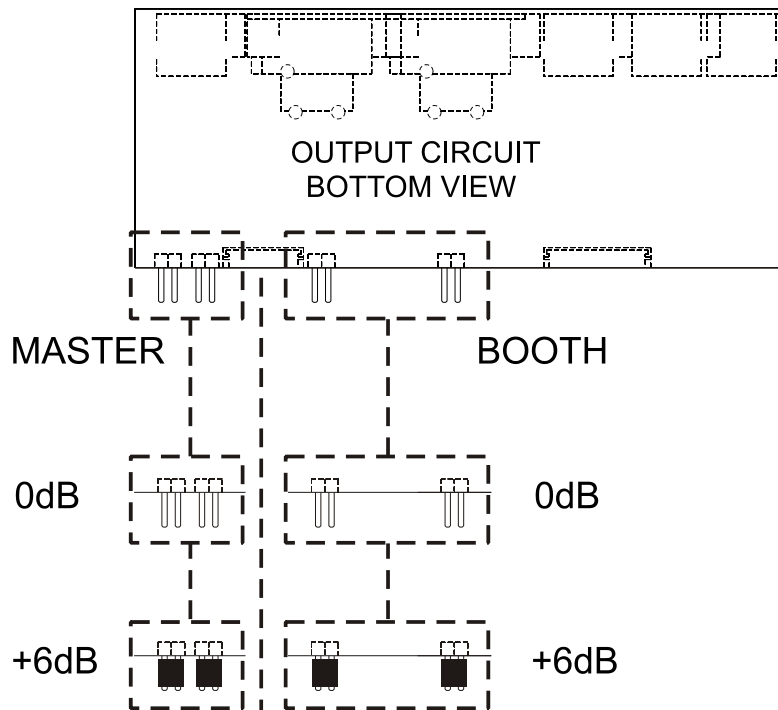 OUTPUT CIRCUIT
BOTTOM VIEW
MASTER
BOOTH
0dB
0dB
+6dB
+6dB